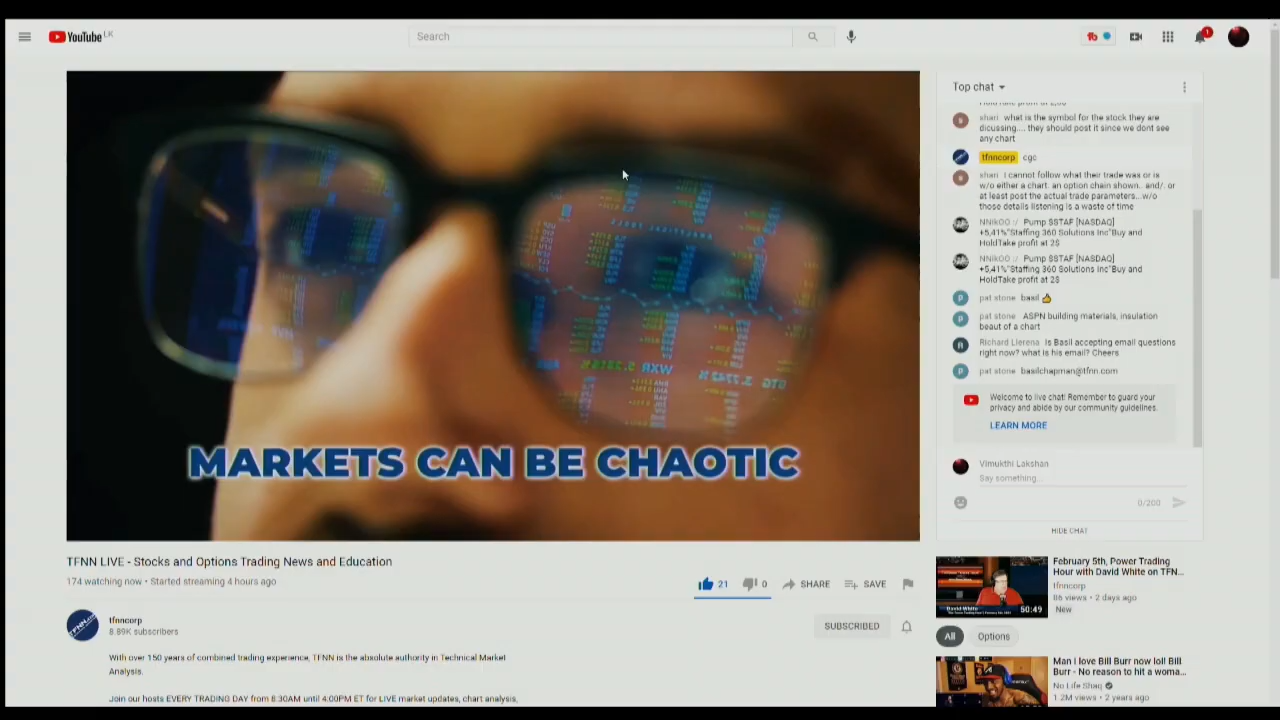 YouTube LK
Search
1
Top chat
shari what is the symbol for the stock they are
dicussing.... they should post it since we dont see
any chart
tfnncorp cgc
shari I cannot follow what their trade was or is
w/o either a chart. an option chain shown.. and/. or
at least post the actual trade parameters...w/o
those details listening is a waste of time
NNIKOO :/ Pump $STAF [NASDAQ]
+5,41%"Staffing 360 Solutions Inc"Buy and
HoldTake profit at 2$
NNIKOO :/ Pump $STAF [NASDAQ]
+5,41%"Staffing 360 Solutions Inc"Buy and
HoldTake profit at 2$
pat stone basil 👍
pat stone ASPN building materials, insulation
beaut of a chart
Richard Llerena Is Basil accepting email questions
right now? what is his email? Cheers
pat stone basilchapman@tfnn.com
Welcome to live chat! Remember to guard your
privacy and abide by our community guidelines.
LEARN MORE
Vimukthi Lakshan
Say something...
0/200
HIDE CHAT
MARKETS CAN BE CHAOTIC
TFNN LIVE - Stocks and Options Trading News and Education
174 watching now • Started streaming 4 hours ago
21 0 SHARE SAVE
tfnncorp
8.89K subscribers
SUBSCRIBED
With over 150 years of combined trading experience, TFNN is the absolute authority in Technical Market
Analysis.
Join our hosts EVERY TRADING DAY from 8:30AM until 4:00PM ET for LIVE market updates, chart analysis,
February 5th, Power Trading
Hour with David White on TFN...
tfnncorp
86 views • 2 days ago
New
David White
50:49
All Options
Man i love Bill Burr now lol! Bill
Burr - No reason to hit a woma...
No Life Shaq
1.2M views • 2 years ago